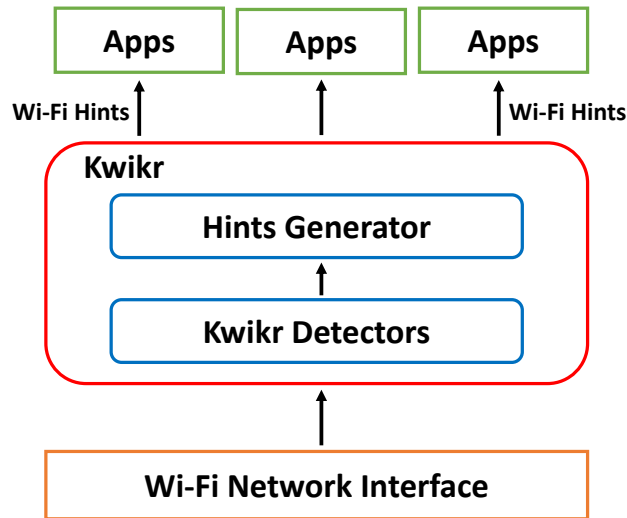 Apps
Apps
Apps
Wi-Fi Hints
Wi-Fi Hints
Kwikr
Hints Generator
Kwikr Detectors
Wi-Fi Network Interface